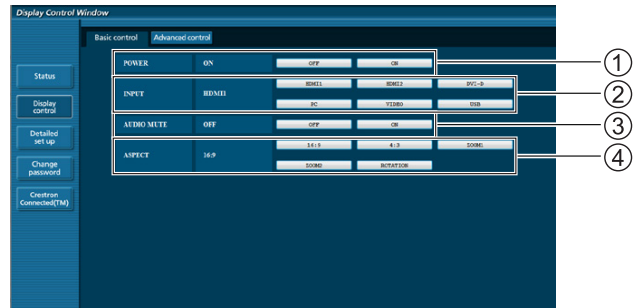 Display Control Window
Basic control Advanced control
POWER ON OFF ON ①
Status
INPUT HDMI1 HDMI1 HDMI2 DVI-D ②
PC VIDEO USB
Display control
AUDIO MUTE OFF OFF ON ③
Detailed set up
ASPECT 16:9 16:9 4:3 ZOOM1 ④
ZOOM2 ROTATION
Change password
Crestron Connected(TM)